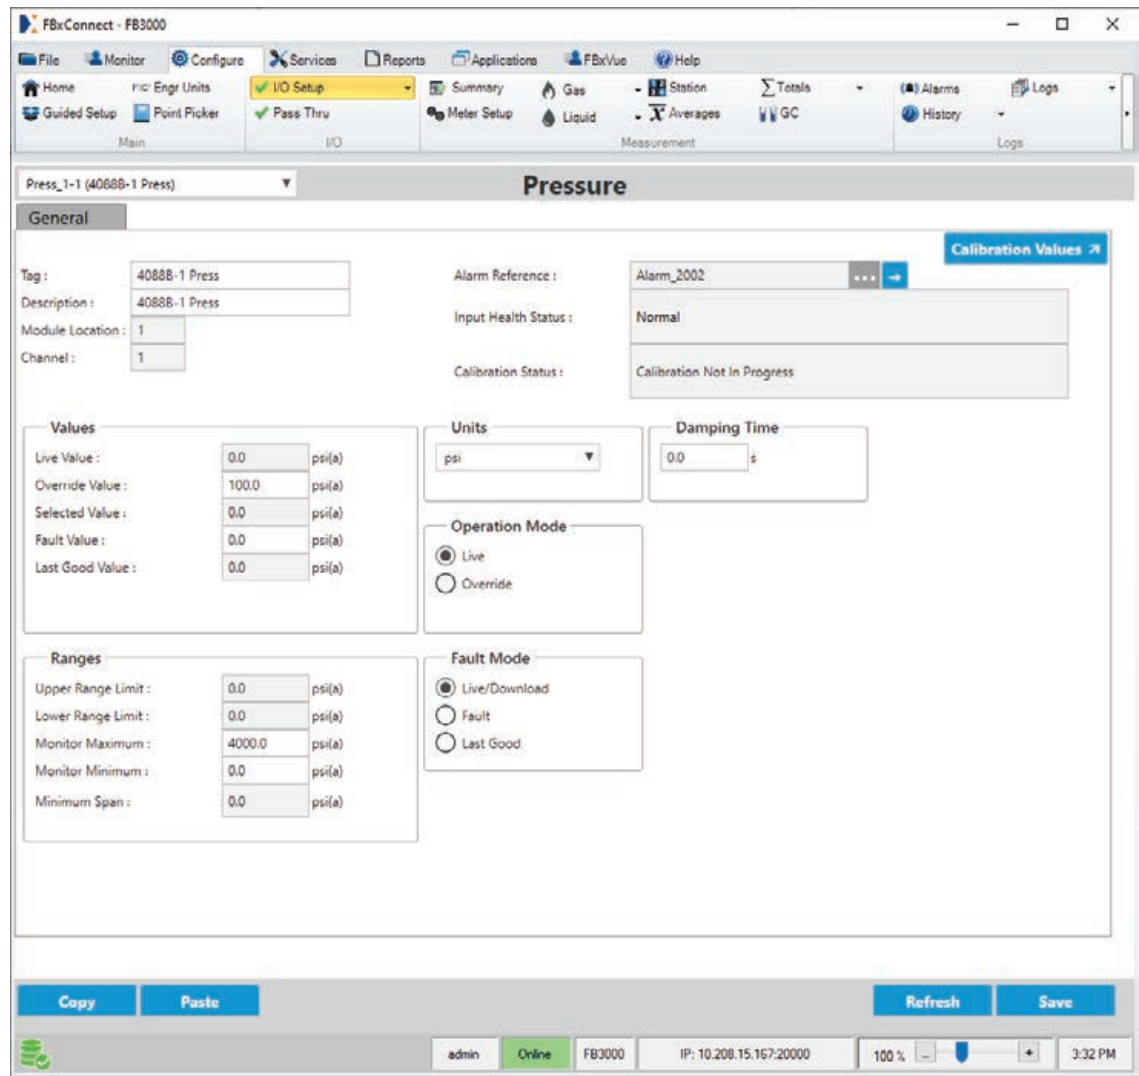 FBxConnect - FB3000
File Monitor Configure Services Reports Applications FBxVue Help
Home Engr Units I/O Setup Summary Gas Station Totals Alarms Logs
Guided Setup Point Picker Pass Thru Meter Setup Liquid Averages GC History
Main I/O Measurement Logs
Press_1-1 (4088B-1 Press) Pressure
General
Calibration Values
Tag : 4088B-1 Press Alarm Reference : Alarm_2002
Description : 4088B-1 Press
Input Health Status : Normal
Module Location : 1
Channel : 1
Calibration Status : Calibration Not In Progress
Values Units Damping Time
Live Value : 0.0 psi(a) psi 0.0 s
Override Value : 100.0 psi(a)
Selected Value : 0.0 psi(a)
Operation Mode
Fault Value : 0.0 psi(a)
Live
Last Good Value : 0.0 psi(a)
Override
Ranges Fault Mode
Upper Range Limit : 0.0 psi(a) Live/Download
Lower Range Limit : 0.0 psi(a) Fault
Monitor Maximum : 4000.0 psi(a) Last Good
Monitor Minimum : 0.0 psi(a)
Minimum Span : 0.0 psi(a)
Copy Paste Refresh Save
admin Online FB3000 IP: 10.208.15.167:20000 100 % - + 3:32 PM